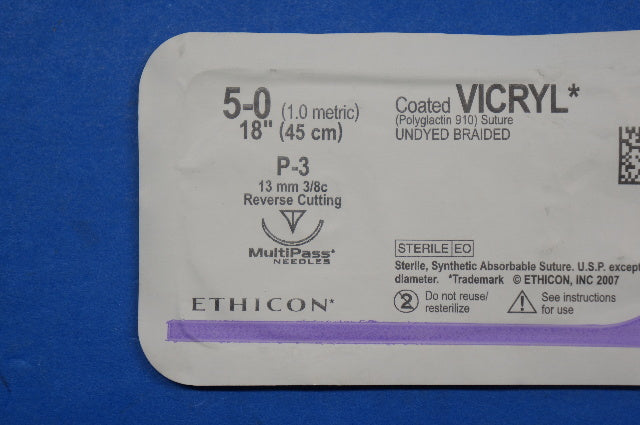 5-0 (1.0 metric)
18" (45 cm)
P-3
13 mm 3/8c
Reverse Cutting
MultiPass*
NEEDLES
ETHICON*
Coated VICRYL*
(Polyglactin 910) Suture
UNDYED BRAIDED
STERILE EO
Sterile, Synthetic Absorbable Suture. U.S.P. except
diameter. *Trademark © ETHICON, INC 2007
2 Do not reuse/
resterilize
See instructions
for use